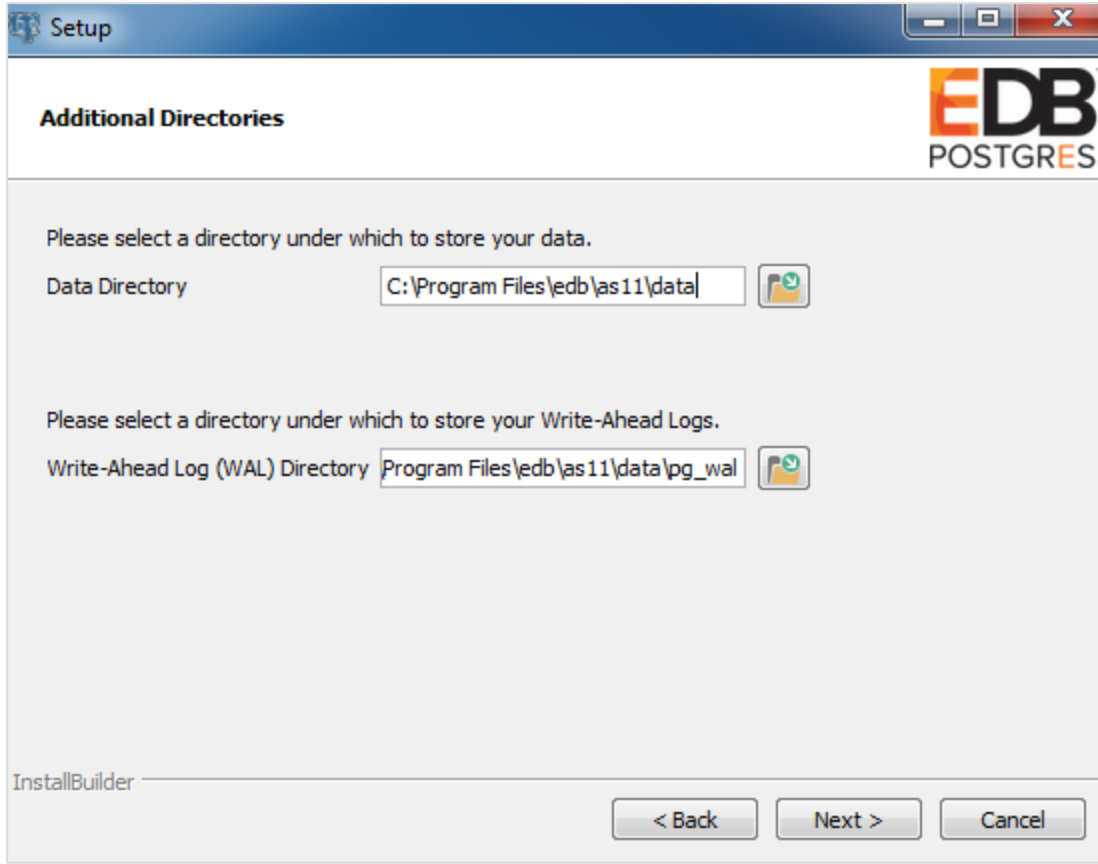 Setup
Additional Directories
EDB
POSTGRES
Please select a directory under which to store your data.
Data Directory C:\Program Files\edb\as11\data
Please select a directory under which to store your Write-Ahead Logs.
Write-Ahead Log (WAL) Directory Program Files\edb\as11\data\pg_wal
InstallBuilder
< Back Next > Cancel